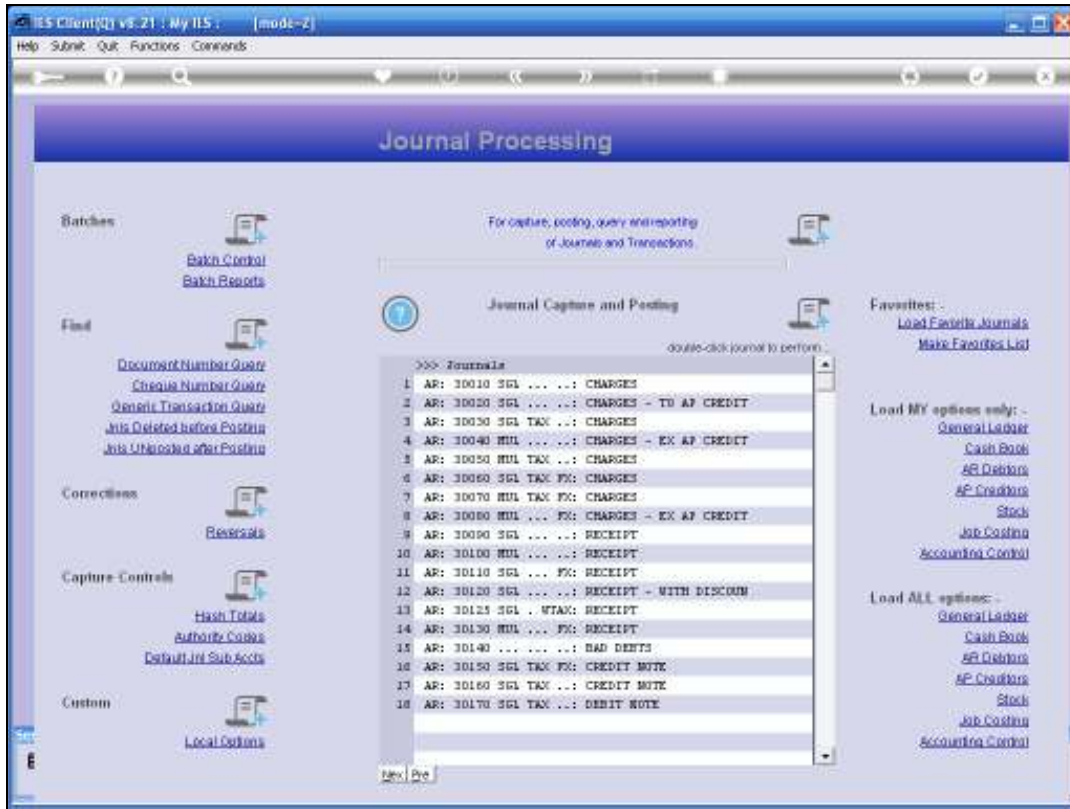 IES Client(Q) v8.21 : My IES : [mode=2]
Help Submit Quit Functions Commands
Journal Processing
Batches
Batch Control
Batch Reports
Find
Document Number Query
Cheque Number Query
Generic Transaction Query
Jnls Deleted before Posting
Jnls UNposted after Posting
Corrections
Reversals
Capture Controls
Hash Totals
Authority Codes
Default Jnl Sub Accts
Custom
Local Options
For capture, posting, query and reporting
of Journals and Transactions.
Journal Capture and Posting
double-click journal to perform ..
>>> Journals
1 AR: 30010 SGL ... ..: CHARGES
2 AR: 30020 SGL ... ..: CHARGES - TO AP CREDIT
3 AR: 30030 SGL TAX ..: CHARGES
4 AR: 30040 MUL ... ..: CHARGES - EX AP CREDIT
5 AR: 30050 MUL TAX ..: CHARGES
6 AR: 30060 SGL TAX FX: CHARGES
7 AR: 30070 MUL TAX FX: CHARGES
8 AR: 30080 MUL ... FX: CHARGES - EX AP CREDIT
9 AR: 30090 SGL ... ..: RECEIPT
10 AR: 30100 MUL ... ..: RECEIPT
11 AR: 30110 SGL ... FX: RECEIPT
12 AR: 30120 SGL ... ..: RECEIPT - WITH DISCOUN
13 AR: 30125 SGL . WTAX: RECEIPT
14 AR: 30130 MUL ... FX: RECEIPT
15 AR: 30140 ... ... ..: BAD DEBTS
16 AR: 30150 SGL TAX FX: CREDIT NOTE
17 AR: 30160 SGL TAX ..: CREDIT NOTE
18 AR: 30170 SGL TAX ..: DEBIT NOTE
Nex Pre
Favorites: -
Load Favorite Journals
Make Favorites List
Load MY options only: -
General Ledger
Cash Book
AR Debtors
AP Creditors
Stock
Job Costing
Accounting Control
Load ALL options: -
General Ledger
Cash Book
AR Debtors
AP Creditors
Stock
Job Costing
Accounting Control